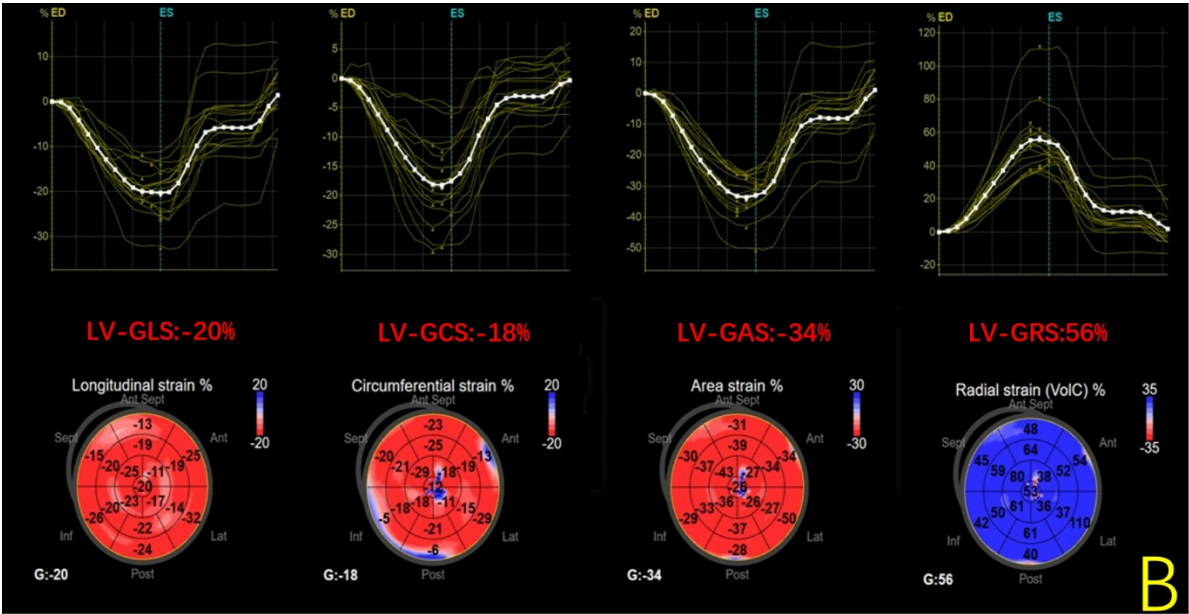 % ED ES
10
0
-10
-20
-30
% ED ES
5
0
-5
-10
-15
-20
-25
-30
% ED ES
20
10
0
-10
-20
-30
-40
-50
% ED ES
120
100
80
60
40
20
0
-20
LV-GLS:-20%
LV-GCS:-18%
LV-GAS:-34%
LV-GRS:56%
Longitudinal strain %
20
-20
Ant Sept
Sept
Ant
-13
-19
-15
-25
-20
-19
-25
-11
-20
-20
-23
-17
-14
-26
-32
-22
-24
Inf
Lat
Post
G:-20
Circumferential strain %
20
-20
Ant Sept
Sept
Ant
-23
-25
-20
-13
-21
-19
-29
-18
-12
-18
-18
-11
-15
-5
-29
-21
-6
Inf
Lat
Post
G:-18
Area strain %
30
-30
Ant Sept
Sept
Ant
-31
-39
-30
-34
-37
-34
-43
-27
-28
-33
-36
-26
-27
-29
-50
-37
-28
Inf
Lat
Post
G:-34
Radial strain (VolC) %
35
-35
Ant Sept
Sept
Ant
48
64
45
54
59
52
80
38
53
50
61
36
37
42
110
61
40
Inf
Lat
Post
G:56
B